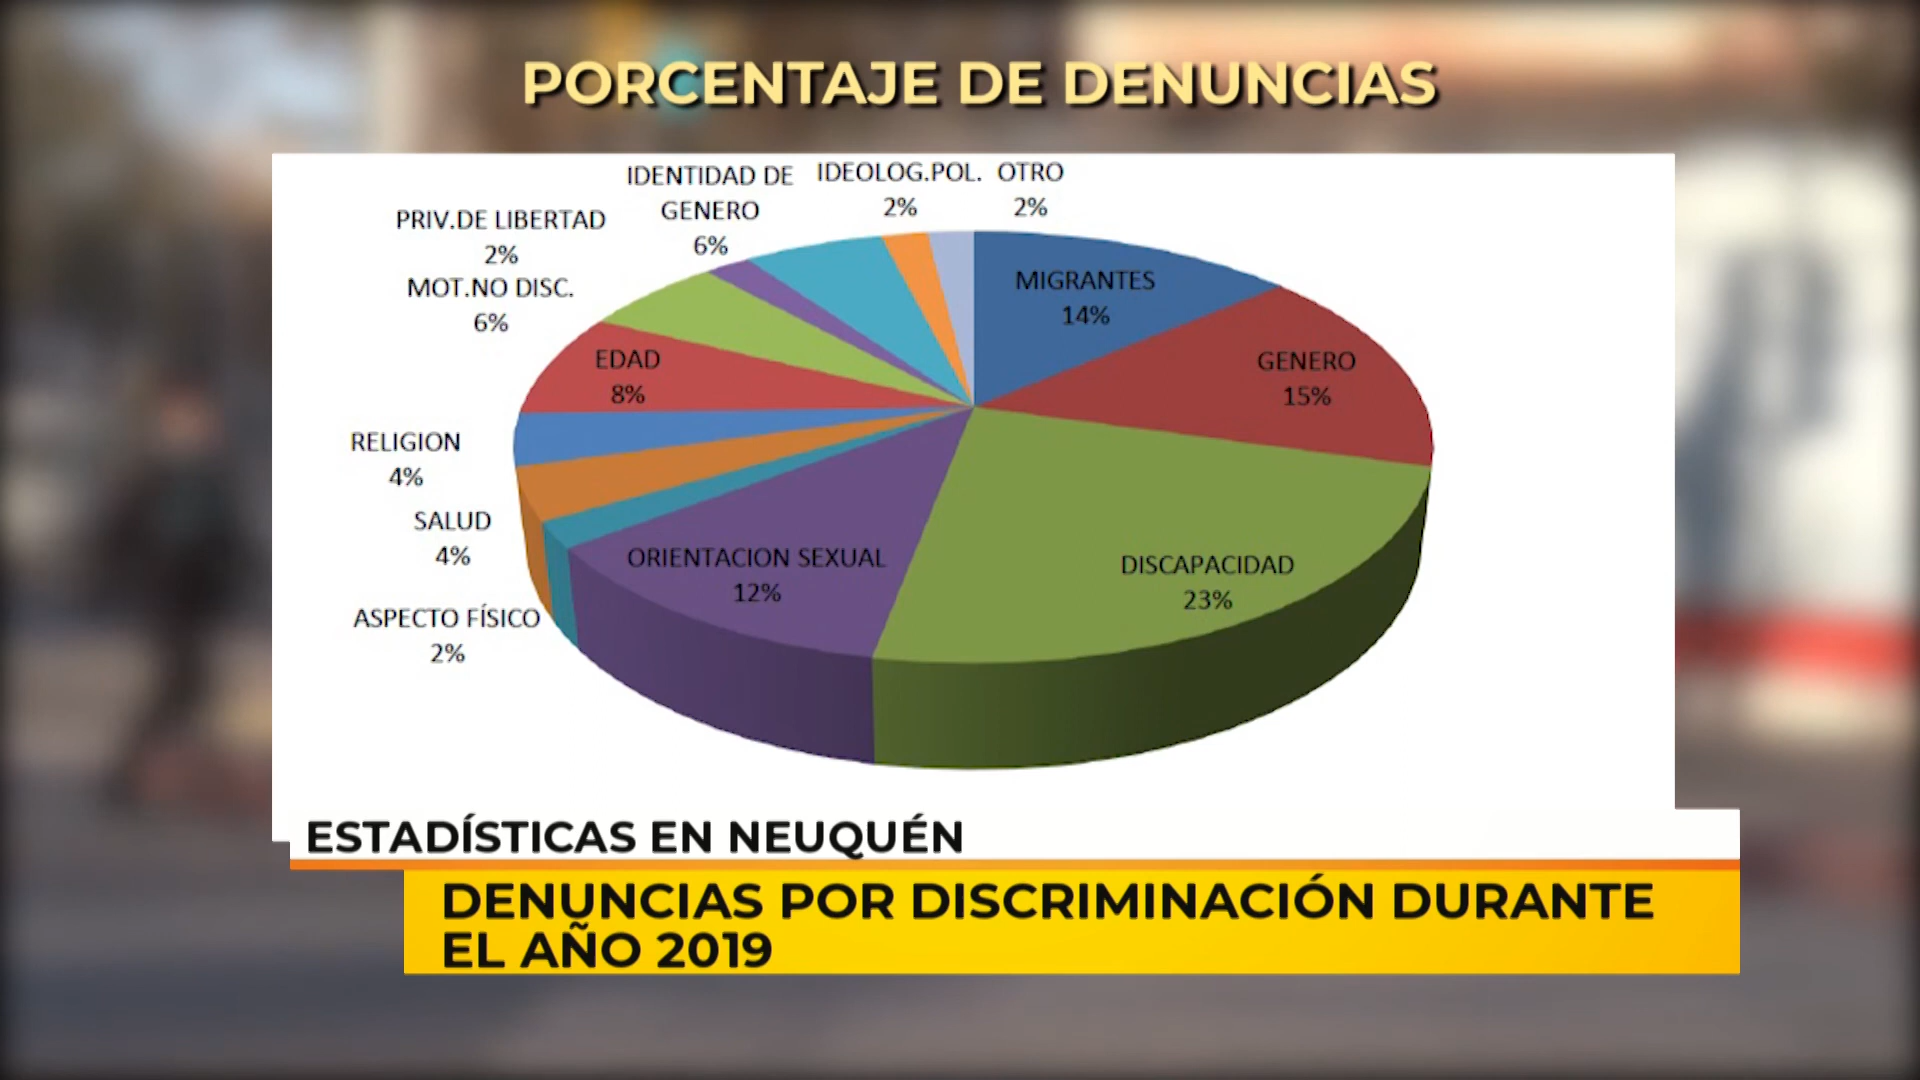 PORCENTAJE DE DENUNCIAS
IDENTIDAD DE
GENERO
6%
IDEOLOG.POL.
2%
OTRO
2%
PRIV.DE LIBERTAD
2%
MOT.NO DISC.
6%
MIGRANTES
14%
EDAD
8%
GENERO
15%
RELIGION
4%
SALUD
4%
ORIENTACION SEXUAL
12%
DISCAPACIDAD
23%
ASPECTO FÍSICO
2%
ESTADÍSTICAS EN NEUQUÉN
DENUNCIAS POR DISCRIMINACIÓN DURANTE
EL AÑO 2019